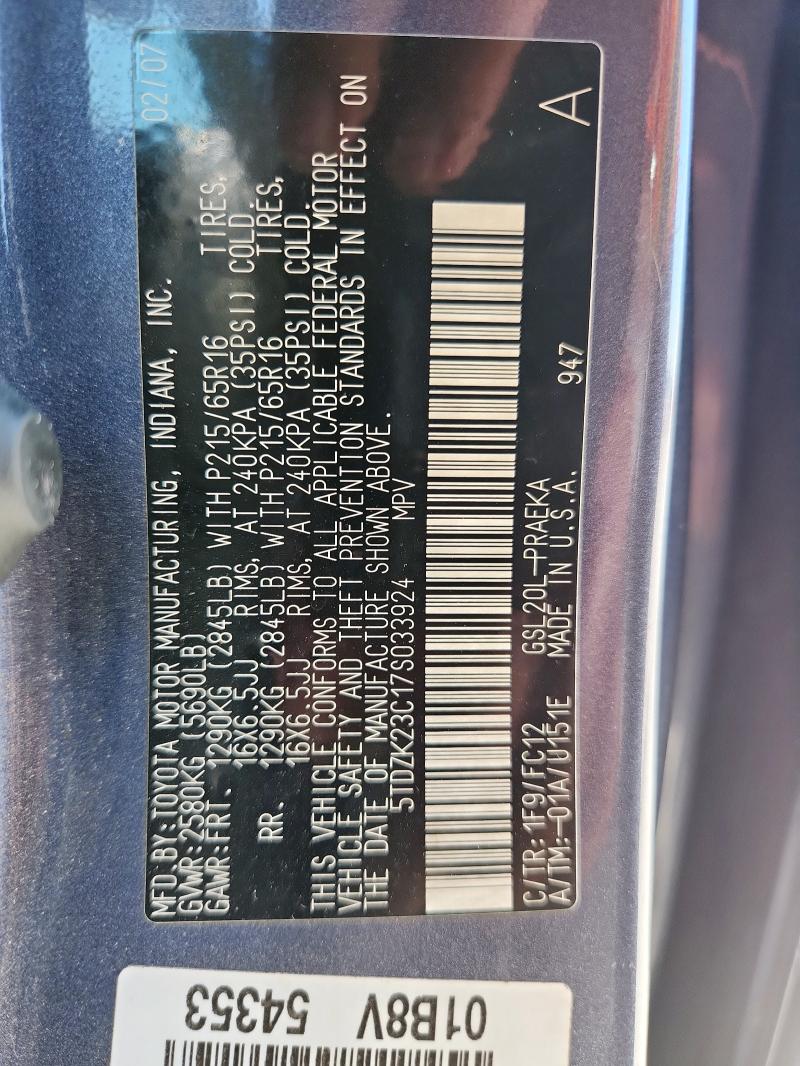 MFD.BY:TOYOTA MOTOR MANUFACTURING, INDIANA, INC. 02/07
GVWR:2580KG (5690LB)
GAWR:FRT. 1290KG (2845LB) WITH P215/65R16 TIRES,
16X6.5JJ RIMS, AT 240KPA (35PSI) COLD.
RR. 1290KG (2845LB) WITH P215/65R16 TIRES,
16X6.5JJ RIMS, AT 240KPA (35PSI) COLD.
THIS VEHICLE CONFORMS TO ALL APPLICABLE FEDERAL MOTOR
VEHICLE SAFETY AND THEFT PREVENTION STANDARDS IN EFFECT ON
THE DATE OF MANUFACTURE SHOWN ABOVE.
5TDZK23C17S033924 MPV
C/TR: 1F9/FC12 GSL20L-PRAEKA
A/TM:-01A/U151E MADE IN U.S.A. 947 A
01B8V 54353